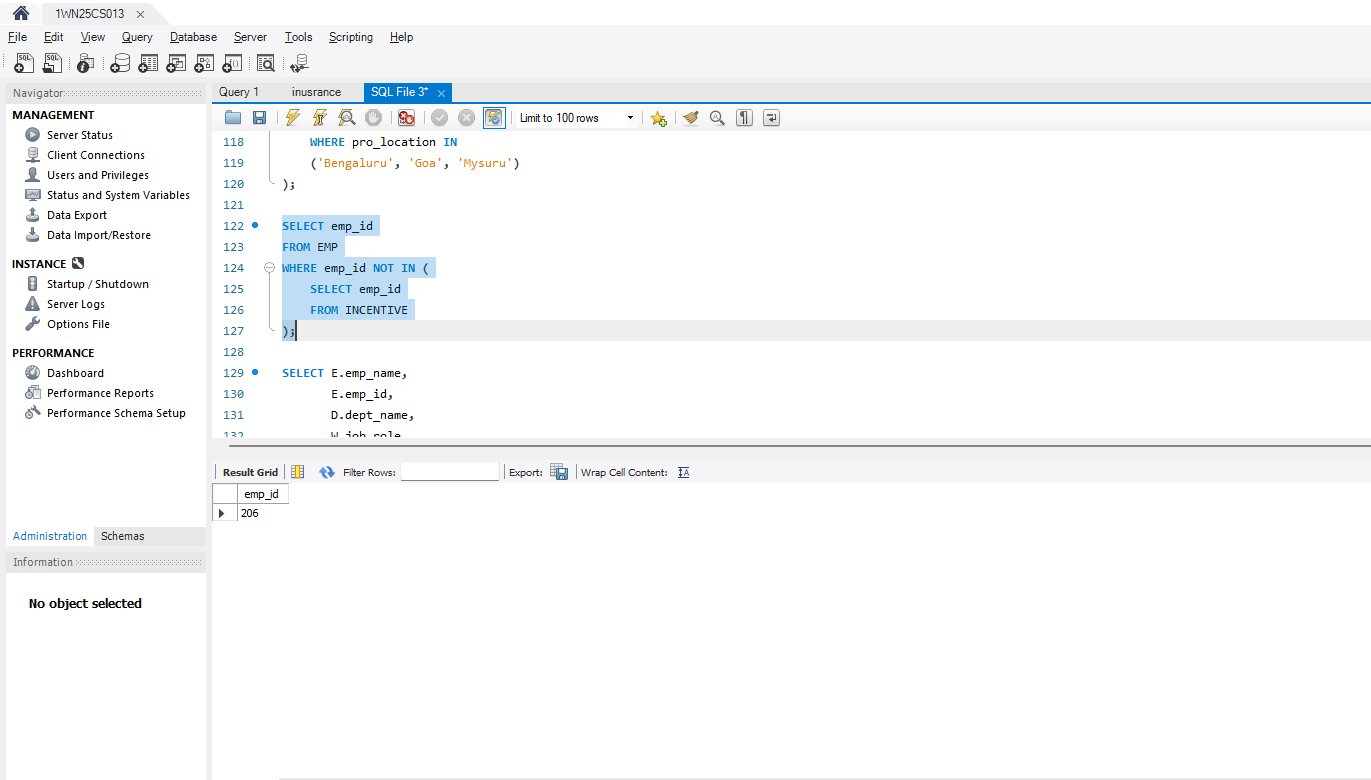 1WN25CS013
File Edit View Query Database Server Tools Scripting Help
Navigator
MANAGEMENT
Server Status
Client Connections
Users and Privileges
Status and System Variables
Data Export
Data Import/Restore
INSTANCE
Startup / Shutdown
Server Logs
Options File
PERFORMANCE
Dashboard
Performance Reports
Performance Schema Setup
Administration Schemas
Information
No object selected
Query 1 inusrance SQL File 3*
Limit to 100 rows
118 WHERE pro_location IN
119 ('Bengaluru', 'Goa', 'Mysuru')
120 );
121
122 SELECT emp_id
123 FROM EMP
124 WHERE emp_id NOT IN (
125 SELECT emp_id
126 FROM INCENTIVE
127 );
128
129 SELECT E.emp_name,
130 E.emp_id,
131 D.dept_name,
132 W.job_role
Result Grid Filter Rows: Export: Wrap Cell Content:
emp_id
206